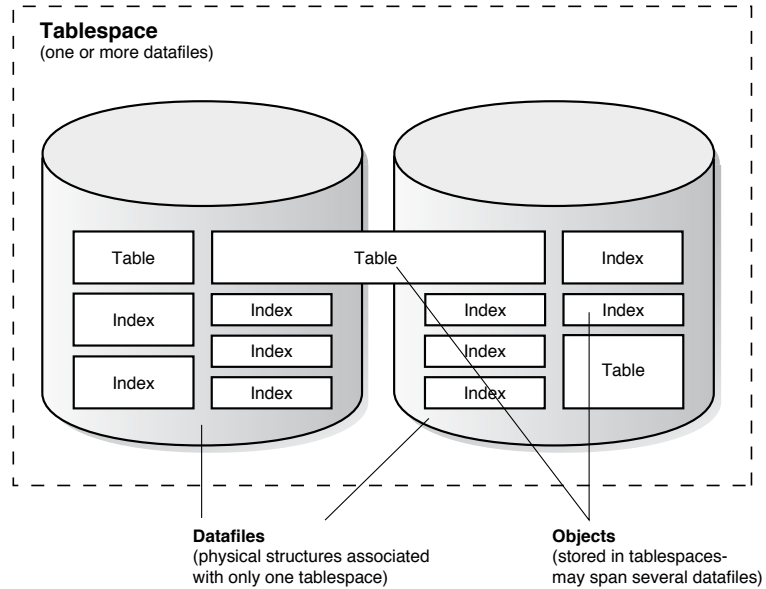 Tablespace
(one or more datafiles)
Table
Table
Index
Index
Index
Index
Index
Index
Index
Index
Table
Index
Index
Index
Datafiles
(physical structures associated
with only one tablespace)
Objects
(stored in tablespaces-
may span several datafiles)